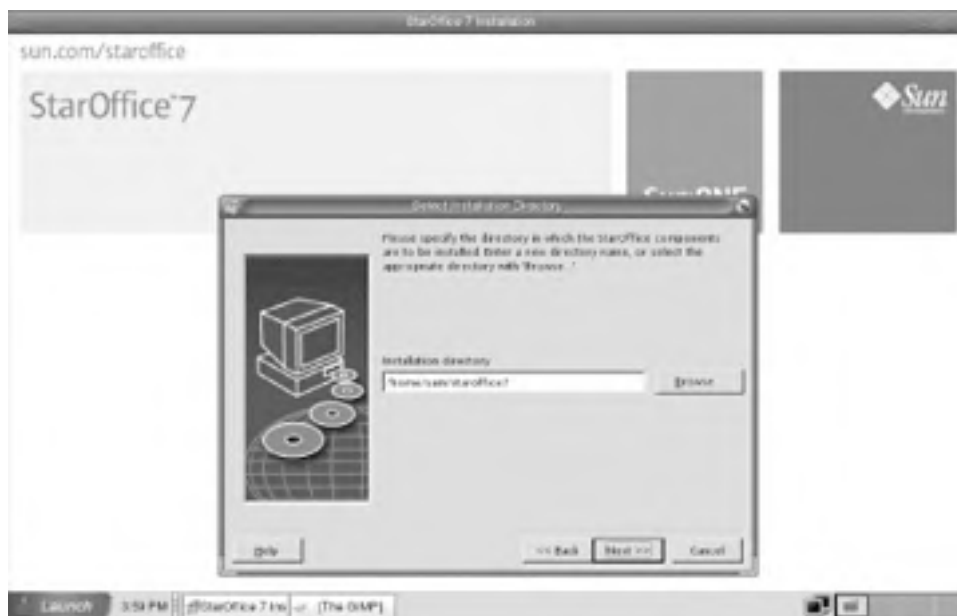 StarOffice 7 Installation
sun.com/staroffice
StarOffice™7
Sun
Select Installation Directory
Please specify the directory in which the StarOffice components
are to be installed. Enter a new directory name, or select the
appropriate directory with 'Browse...'
Installation directory
/home/sam/staroffice7
Browse
Help
<< Back
Next >>
Cancel
Launch
3:59 PM
StarOffice 7 Ins
[The GIMP]